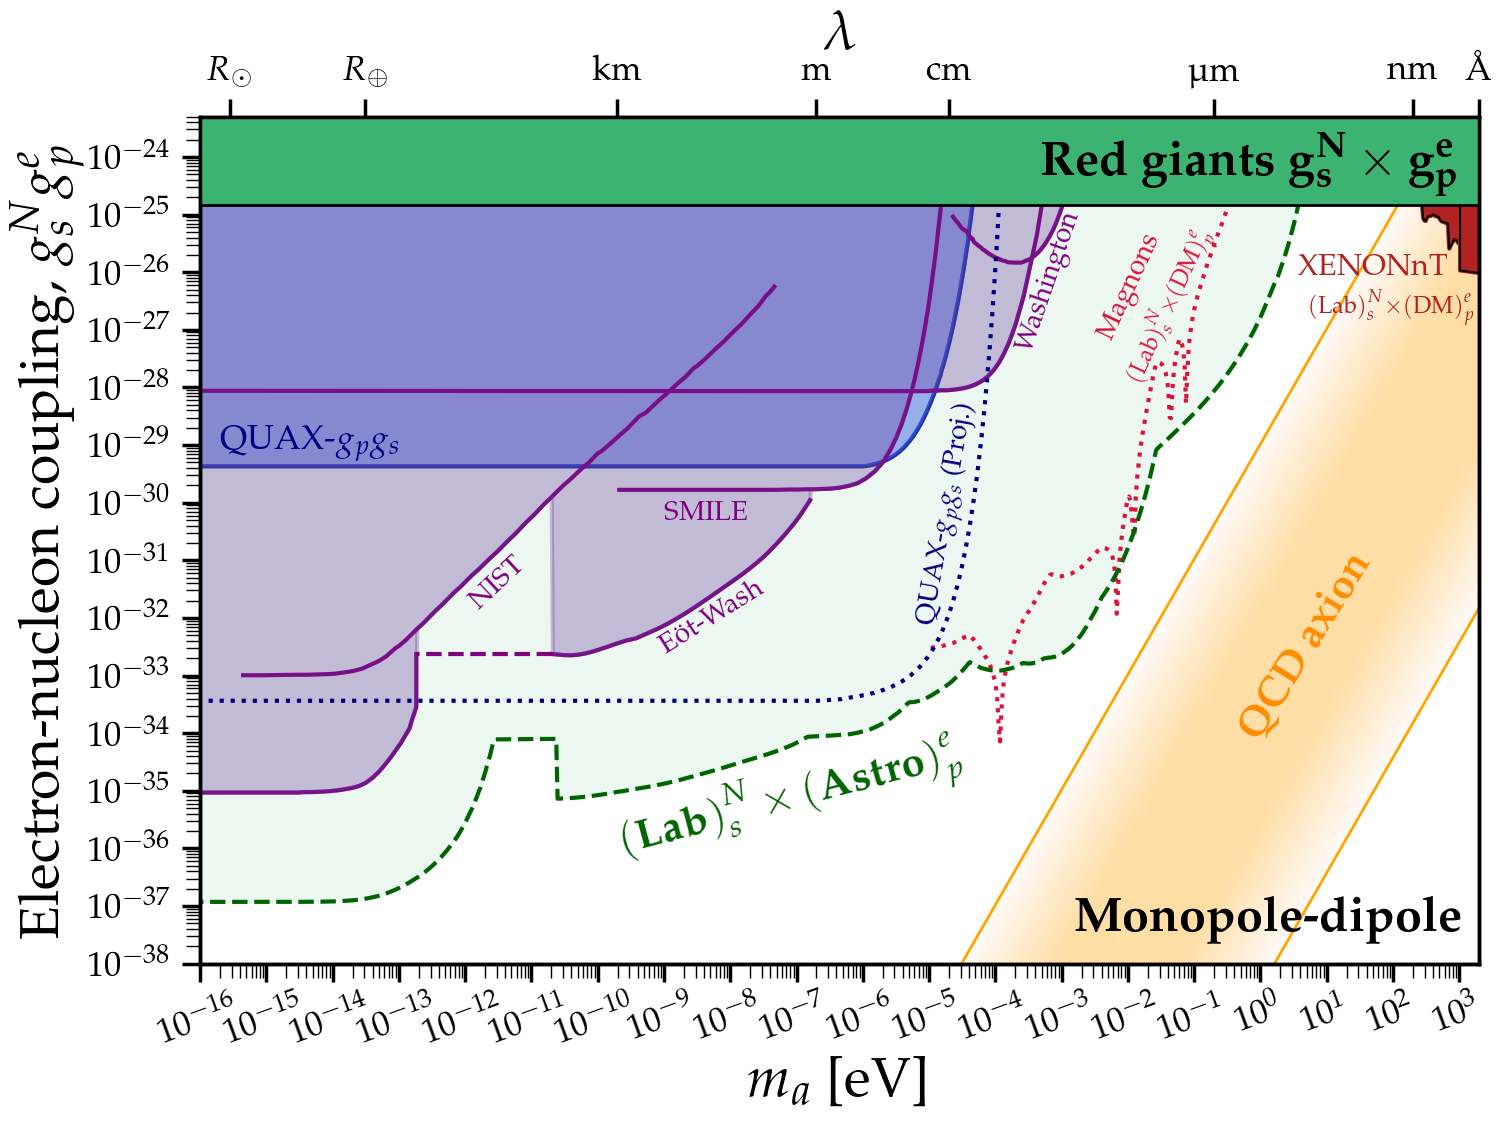 λ
R☉ R⊕ km m cm µm nm Å
Electron-nucleon coupling, g_s^N g_p^e
10^−24
10^−25
10^−26
10^−27
10^−28
10^−29
10^−30
10^−31
10^−32
10^−33
10^−34
10^−35
10^−36
10^−37
10^−38
Red giants g_s^N × g_p^e
Washington
Magnons
(Lab)_s^N×(DM)_p^e
XENONnT
(Lab)_s^N×(DM)_p^e
QUAX-g_pg_s
QUAX-g_pg_s (Proj.)
SMILE
NIST
Eöt-Wash
QCD axion
(Lab)_s^N × (Astro)_p^e
Monopole-dipole
10^−16 10^−15 10^−14 10^−13 10^−12 10^−11 10^−10 10^−9 10^−8 10^−7 10^−6 10^−5 10^−4 10^−3 10^−2 10^−1 10^0 10^1 10^2 10^3
m_a [eV]